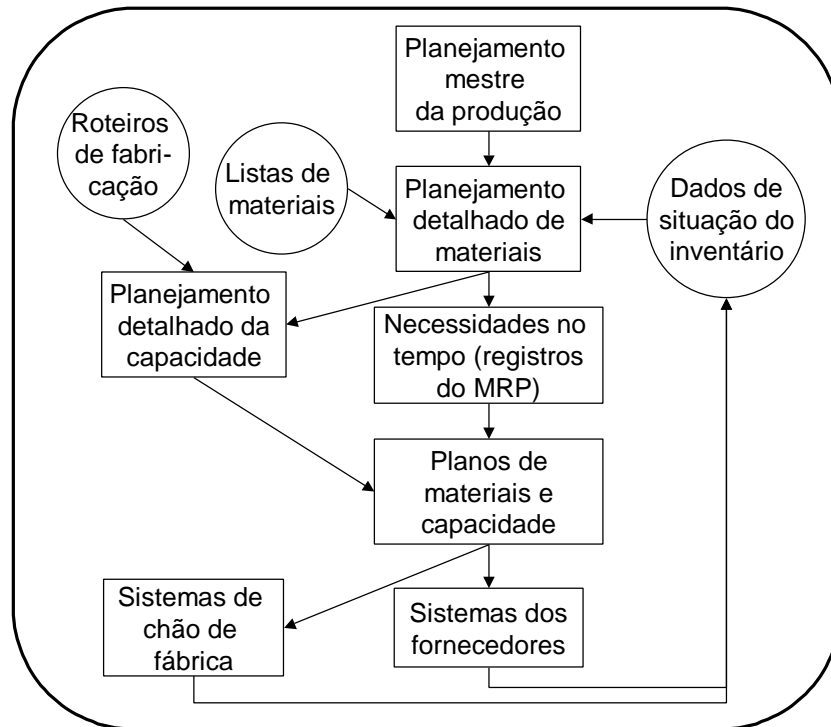 Planejamento
mestre
da produção
Roteiros
de fabri-
cação
Listas de
materiais
Planejamento
detalhado de
materiais
Dados de
situação do
inventário
Planejamento
detalhado da
capacidade
Necessidades no
tempo (registros
do MRP)
Planos de
materiais e
capacidade
Sistemas de
chão de
fábrica
Sistemas dos
fornecedores